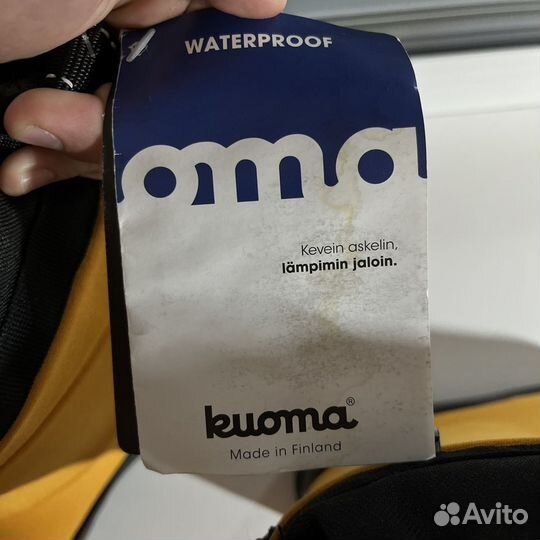 WATERPROOF
oma
Kevein askelin,
lämpimin jaloin.
kuoma®
Made in Finland
Avito